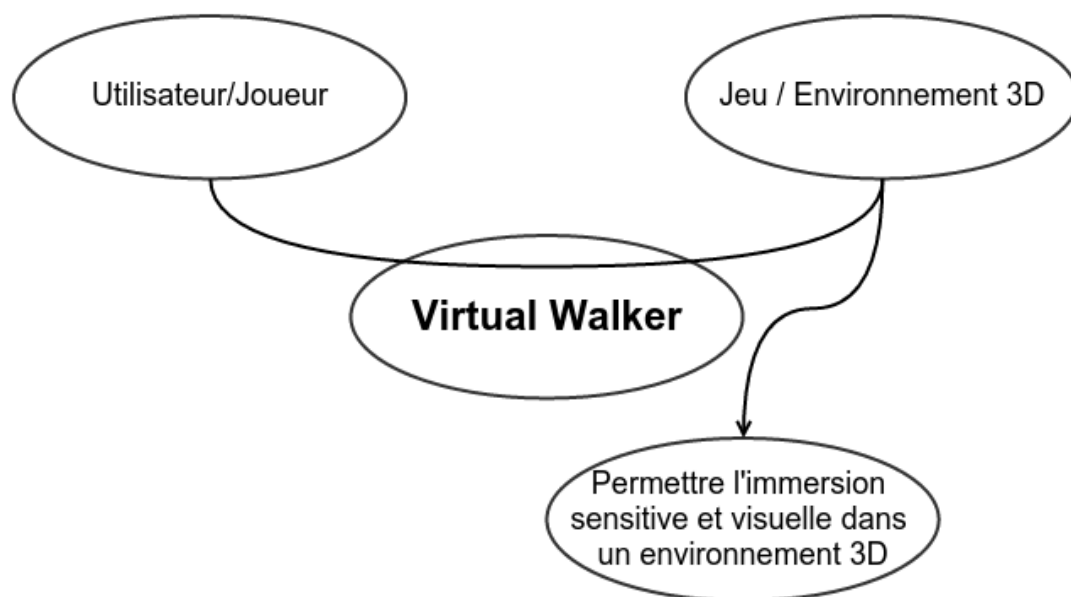 Utilisateur/Joueur
Jeu / Environnement 3D
Virtual Walker
Permettre l'immersion
sensitive et visuelle dans
un environnement 3D